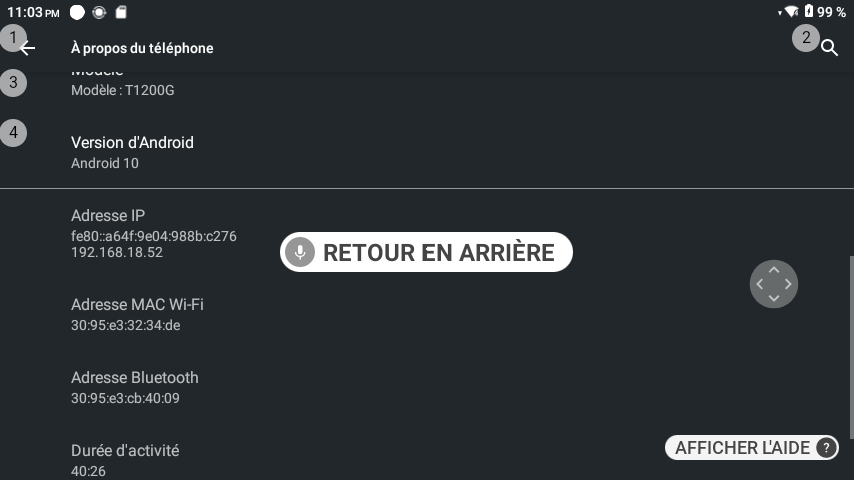 11:03 PM
99 %
1
À propos du téléphone
2
3
Modèle
Modèle : T1200G
4
Version d'Android
Android 10
Adresse IP
fe80::a64f:9e04:988b:c276
192.168.18.52
RETOUR EN ARRIÈRE
Adresse MAC Wi-Fi
30:95:e3:32:34:de
Adresse Bluetooth
30:95:e3:cb:40:09
AFFICHER L'AIDE ?
Durée d'activité
40:26